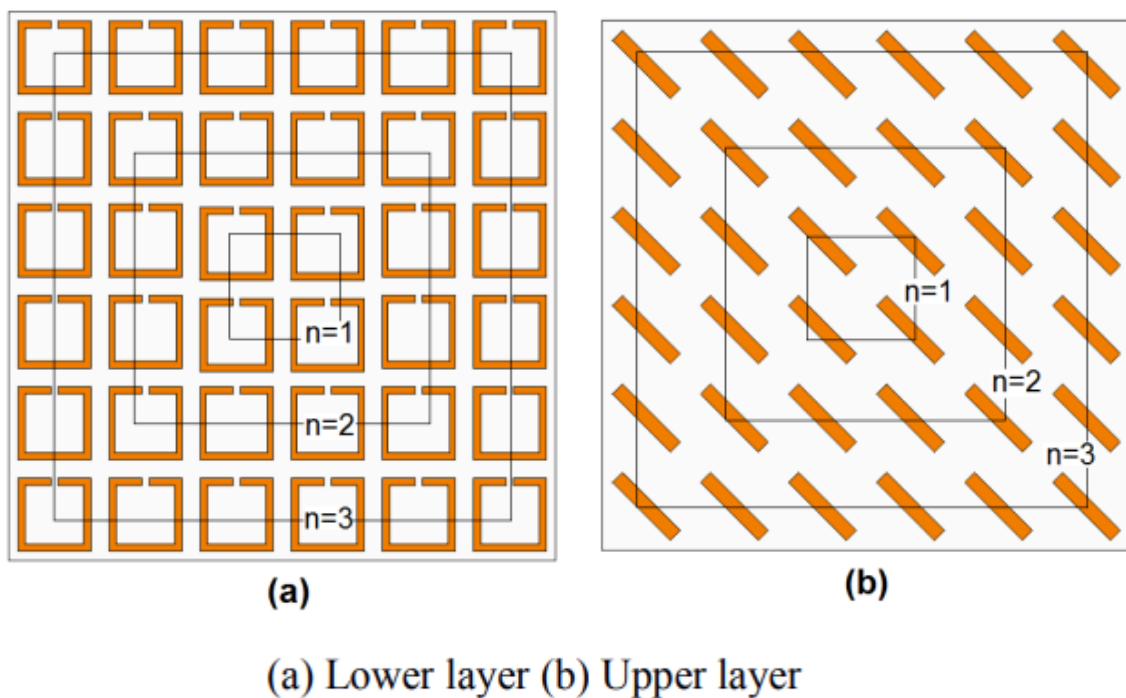 n=1
n=2
n=3
n=1
n=2
n=3
(a)
(b)
(a) Lower layer (b) Upper layer